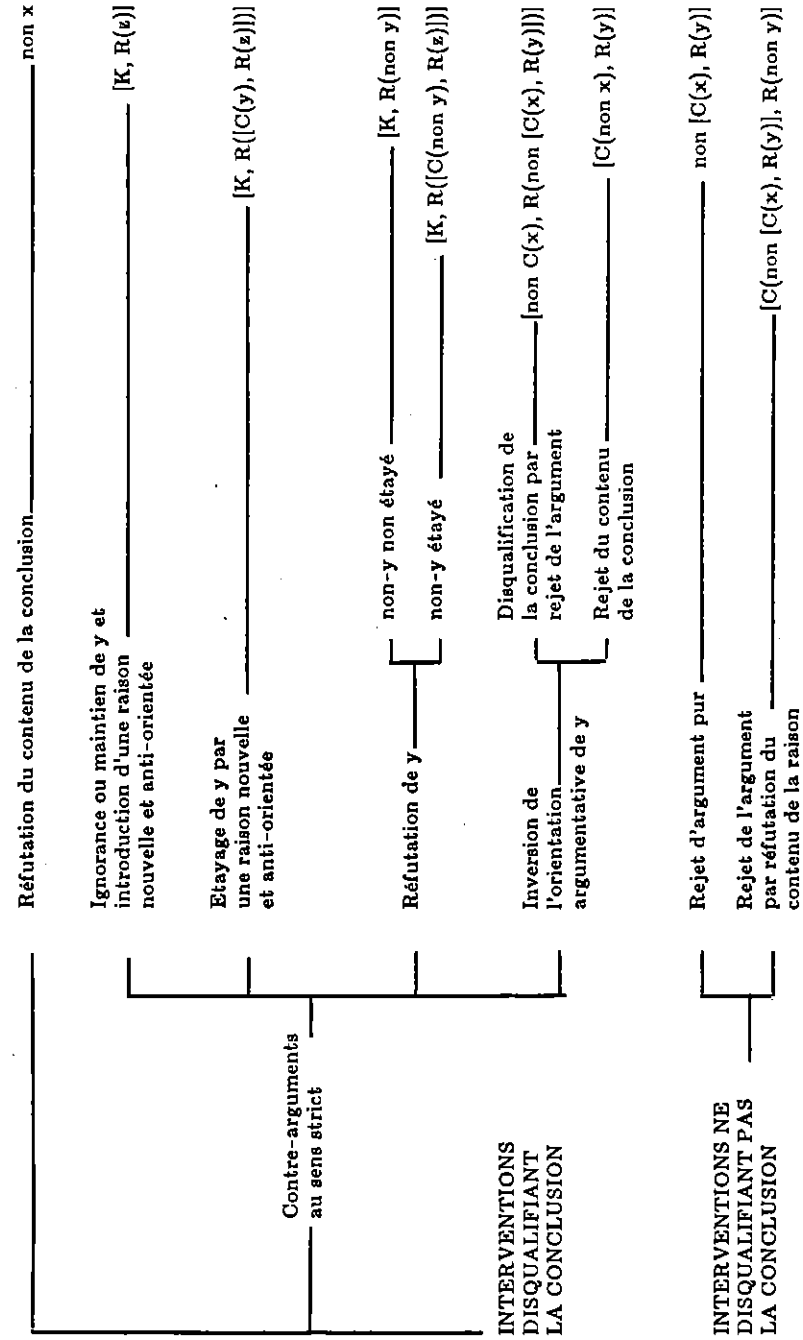 Réfutation du contenu de la conclusion
non x
Ignorance ou maintien de y et
introduction d'une raison
nouvelle et anti-orientée
[K, R(z)]
Etayage de y par
une raison nouvelle
et anti-orientée
[K, R([C(y), R(z)])]
Contre-arguments
au sens strict
Réfutation de y
non-y non étayé
[K, R(non y)]
non-y étayé
[K, R([C(non y), R(z)])]
INTERVENTIONS
DISQUALIFIANT
LA CONCLUSION
Inversion de
l'orientation
argumentative de y
Disqualification de
la conclusion par
rejet de l'argument
[non C(x), R(non [C(x), R(y)])]
Rejet du contenu
de la conclusion
[C(non x), R(y)]
INTERVENTIONS NE
DISQUALIFIANT PAS
LA CONCLUSION
Rejet d'argument pur
non [C(x), R(y)]
Rejet de l'argument
par réfutation du
contenu de la raison
[C(non [C(x), R(y)], R(non y)]